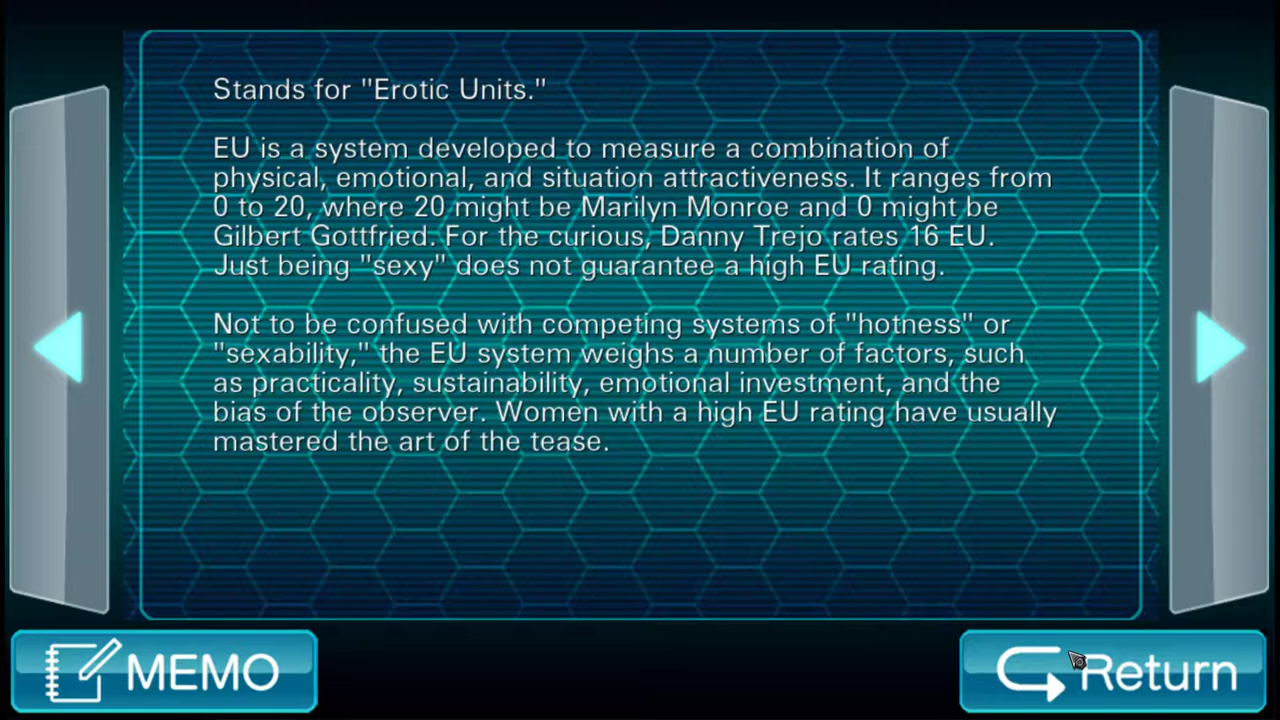 Stands for "Erotic Units."
EU is a system developed to measure a combination of
physical, emotional, and situation attractiveness. It ranges from
0 to 20, where 20 might be Marilyn Monroe and 0 might be
Gilbert Gottfried. For the curious, Danny Trejo rates 16 EU.
Just being "sexy" does not guarantee a high EU rating.
Not to be confused with competing systems of "hotness" or
"sexability," the EU system weighs a number of factors, such
as practicality, sustainability, emotional investment, and the
bias of the observer. Women with a high EU rating have usually
mastered the art of the tease.
MEMO
Return